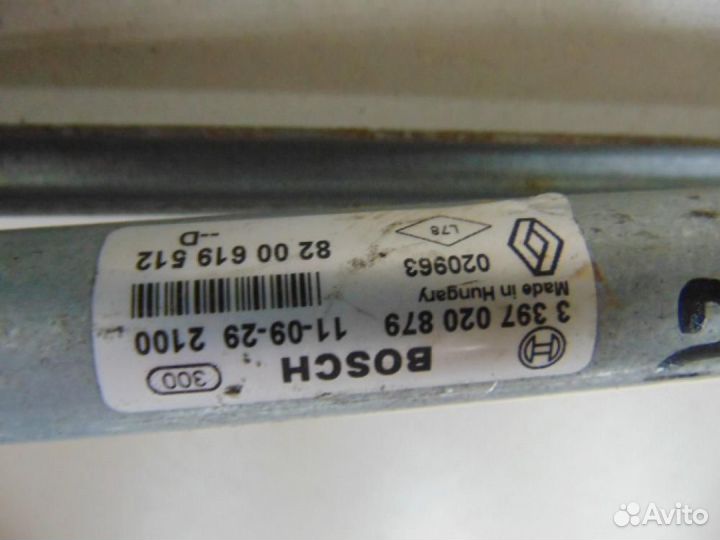 BOSCH 300
3 397 020 879 11-09-29 2100
Made in Hungary
020963
L78
82 00 619 512
---D
Avito